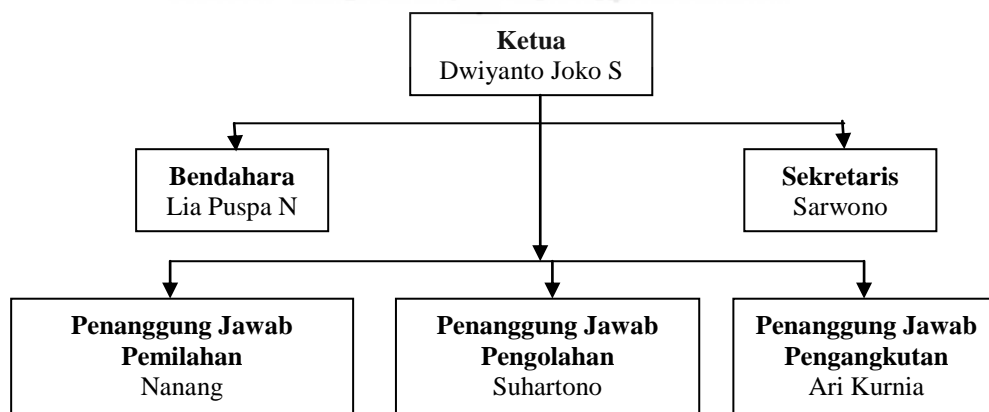 Ketua
Dwiyanto Joko S
Bendahara
Lia Puspa N
Sekretaris
Sarwono
Penanggung Jawab
Pemilahan
Nanang
Penanggung Jawab
Pengolahan
Suhartono
Penanggung Jawab
Pengangkutan
Ari Kurnia